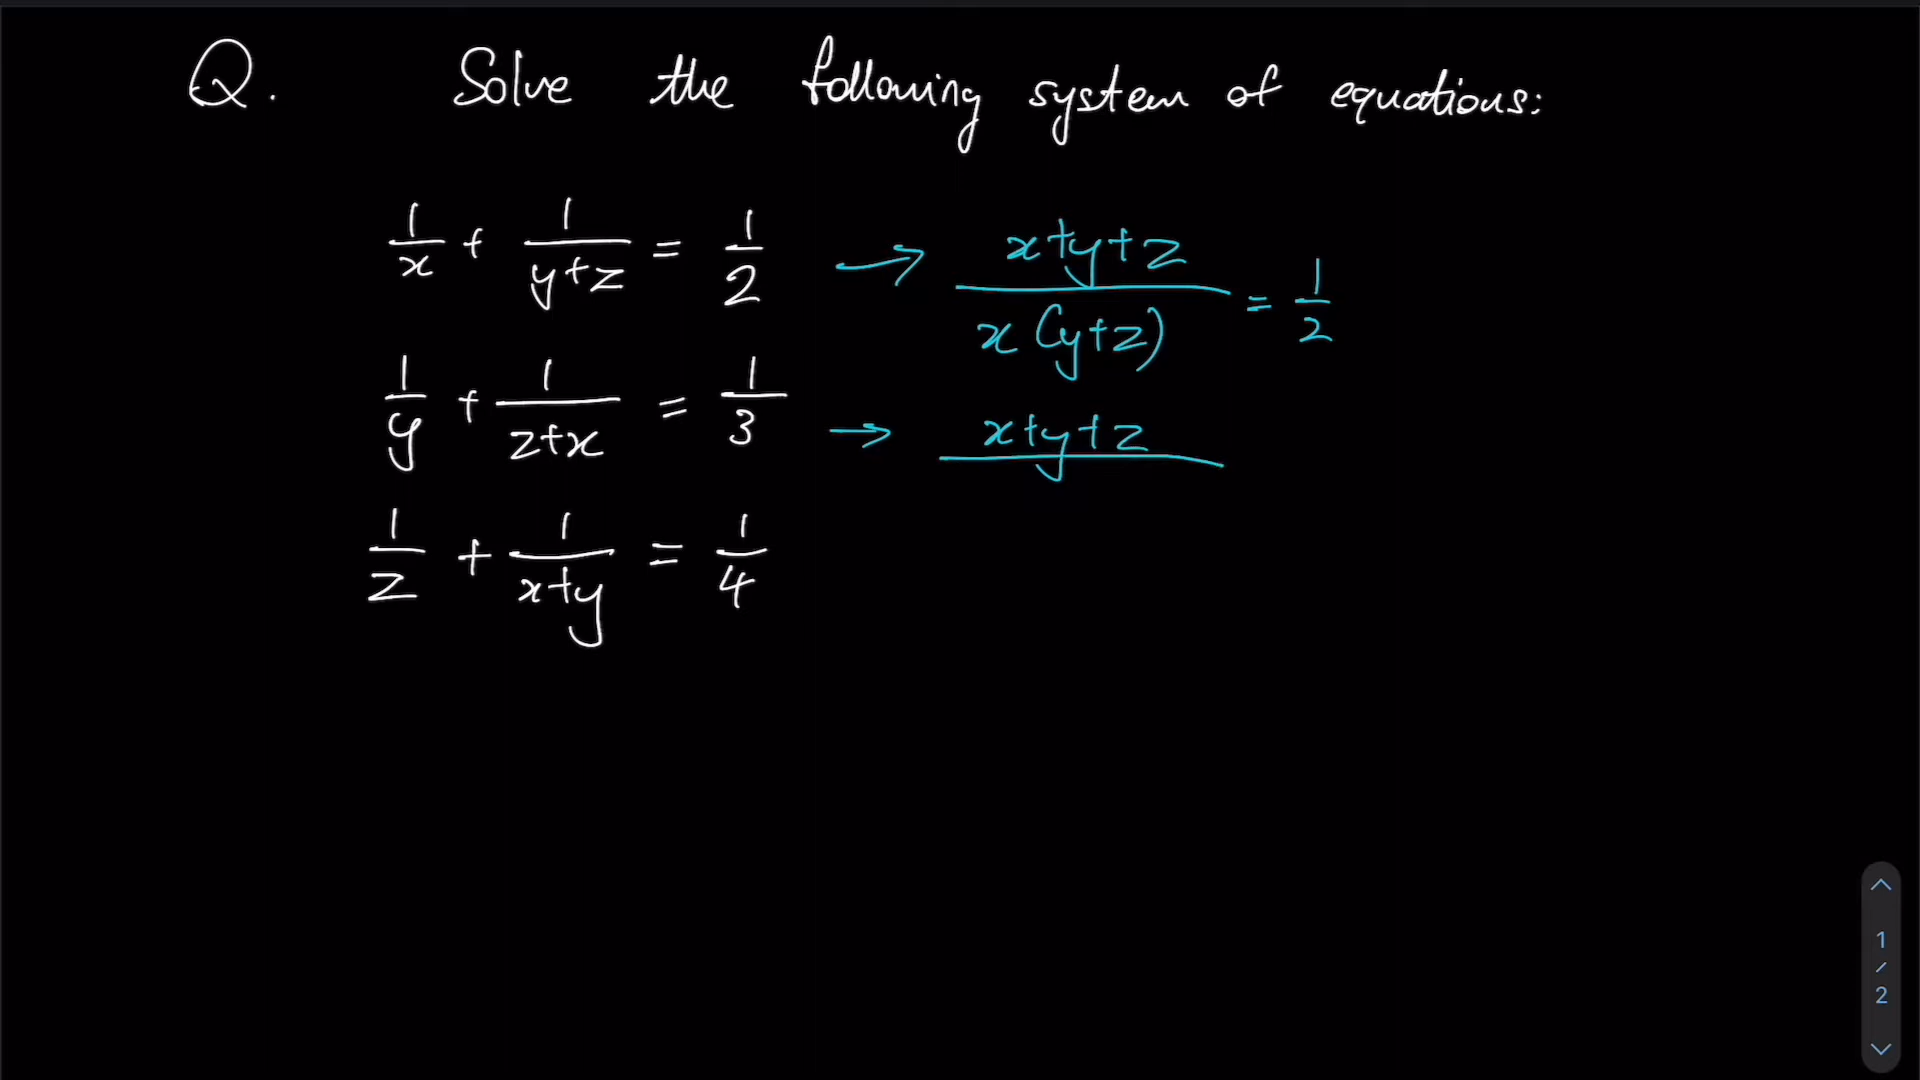 Q. Solve the following system of equations:
1/x + 1/(y+z) = 1/2 → (x+y+z)/(x(y+z)) = 1/2
1/y + 1/(z+x) = 1/3 → x+y+z
1/z + 1/(x+y) = 1/4
1
/
2